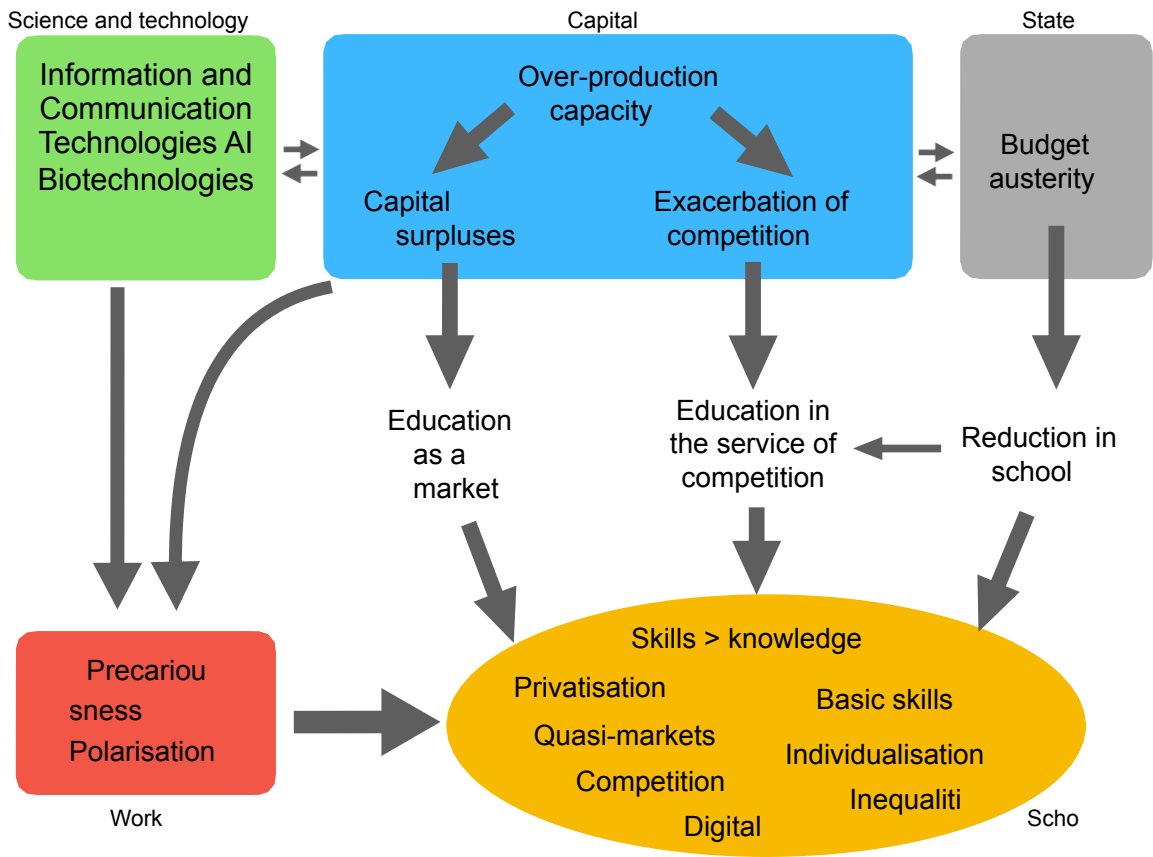 Science and technology
Capital
State
Information and
Communication
Technologies AI
Biotechnologies
Over-production
capacity
Capital
surpluses
Exacerbation of
competition
Budget
austerity
Education
as a
market
Education in
the service of
competition
Reduction in
school
Precariou
sness
Polarisation
Work
Skills > knowledge
Privatisation
Basic skills
Quasi-markets
Individualisation
Competition
Inequaliti
Digital
Scho